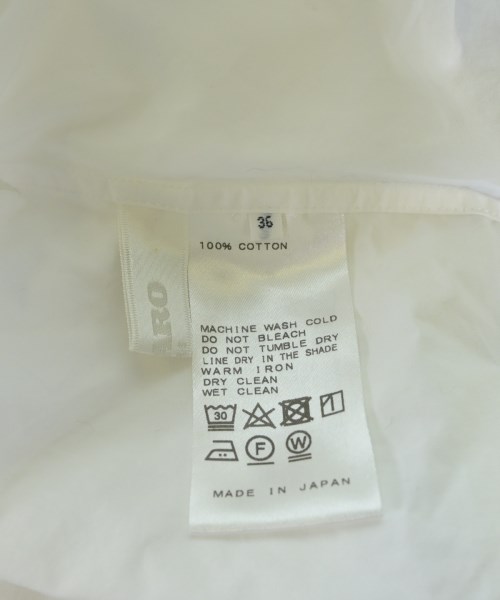 36
100% COTTON
MACHINE WASH COLD
DO NOT BLEACH
DO NOT TUMBLE DRY
LINE DRY IN THE SHADE
WARM IRON
DRY CLEAN
WET CLEAN
30
F W
MADE IN JAPAN
ARO